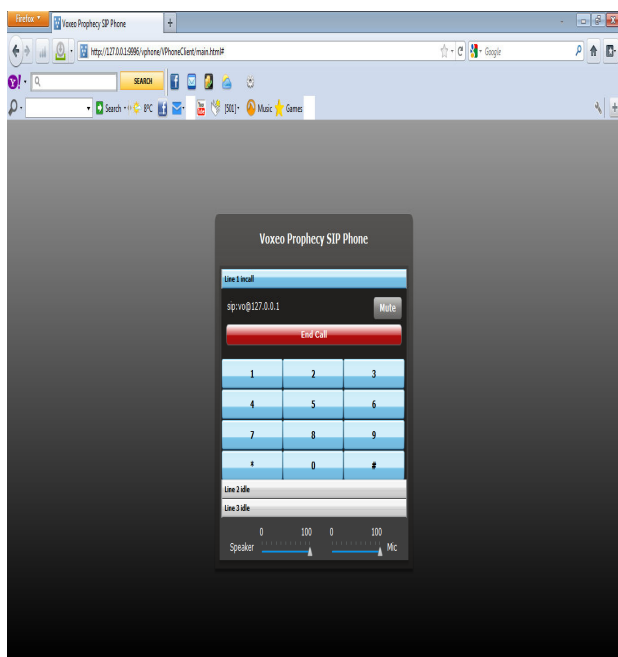 Firefox
Voxeo Prophecy SIP Phone
http://127.0.0.1:9996/vphone/VPhoneClient/main.html#
Google
SEARCH
Search
8°C
[501]
Music
Games
Voxeo Prophecy SIP Phone
Line 1 incall
sip:vo@127.0.0.1
Mute
End Call
1 2 3
4 5 6
7 8 9
* 0 #
Line 2 idle
Line 3 idle
0 100 0 100
Speaker Mic